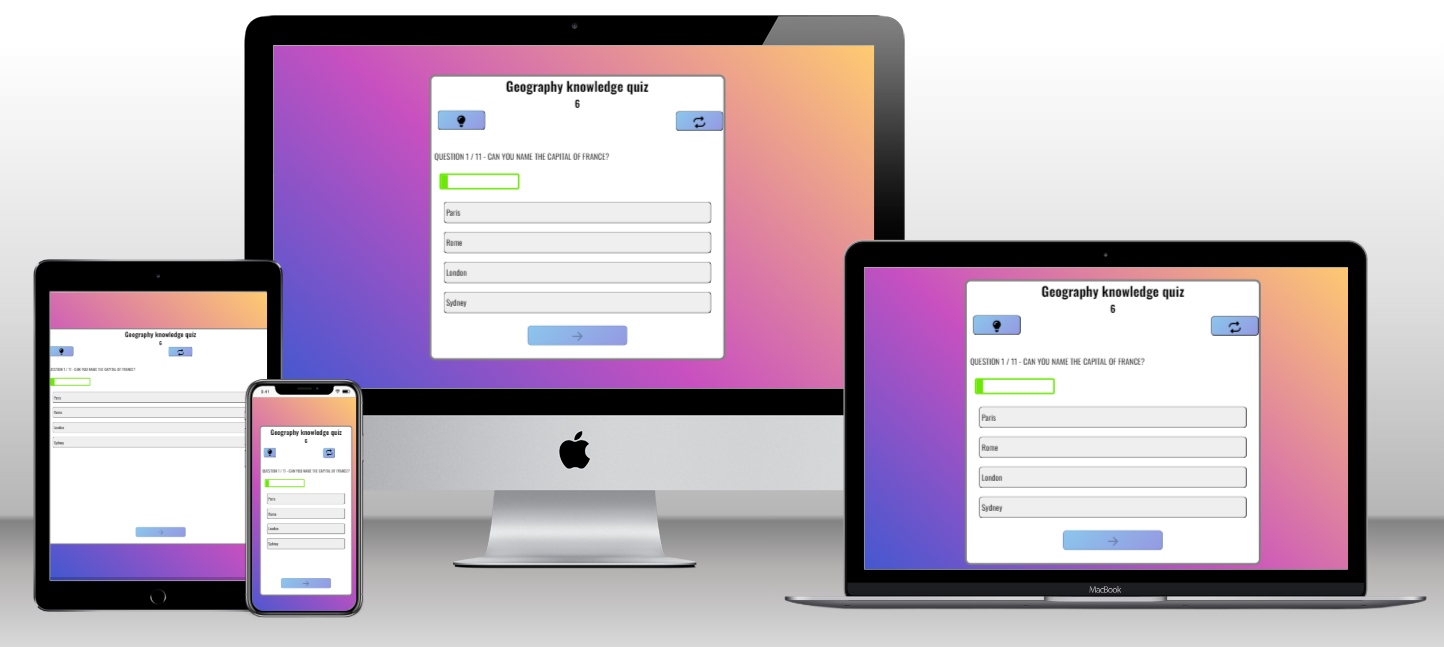 Geography knowledge quiz
6
QUESTION 1 / 11 - CAN YOU NAME THE CAPITAL OF FRANCE?
Paris
Rome
London
Sydney
Geography knowledge quiz
6
QUESTION 1 / 11 - CAN YOU NAME THE CAPITAL OF FRANCE?
Paris
Rome
London
Sydney
9:41
Geography knowledge quiz
6
QUESTION 1 / 11 - CAN YOU NAME THE CAPITAL OF FRANCE?
Paris
Rome
London
Sydney
Geography knowledge quiz
6
QUESTION 1 / 11 - CAN YOU NAME THE CAPITAL OF FRANCE?
Paris
Rome
London
Sydney
MacBook